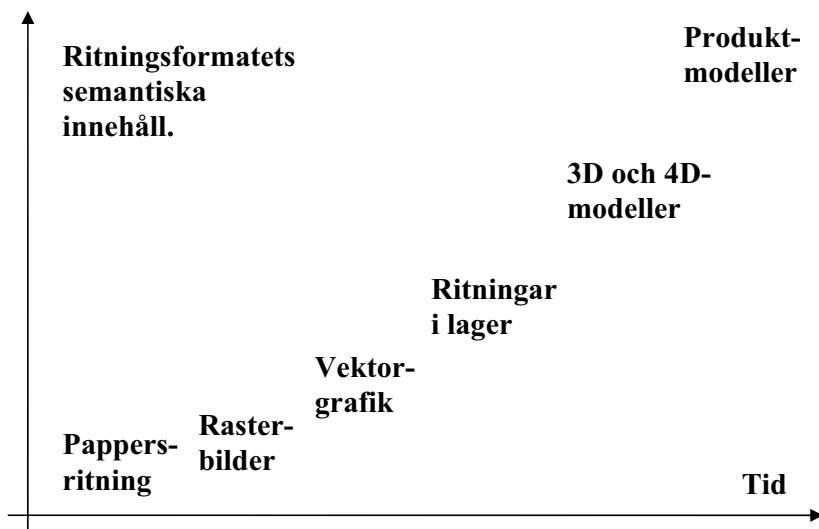 Ritningsformatets
semantiska
innehåll.
Produkt-
modeller
3D och 4D-
modeller
Ritningar
i lager
Vektor-
grafik
Raster-
bilder
Pappers-
ritning
Tid